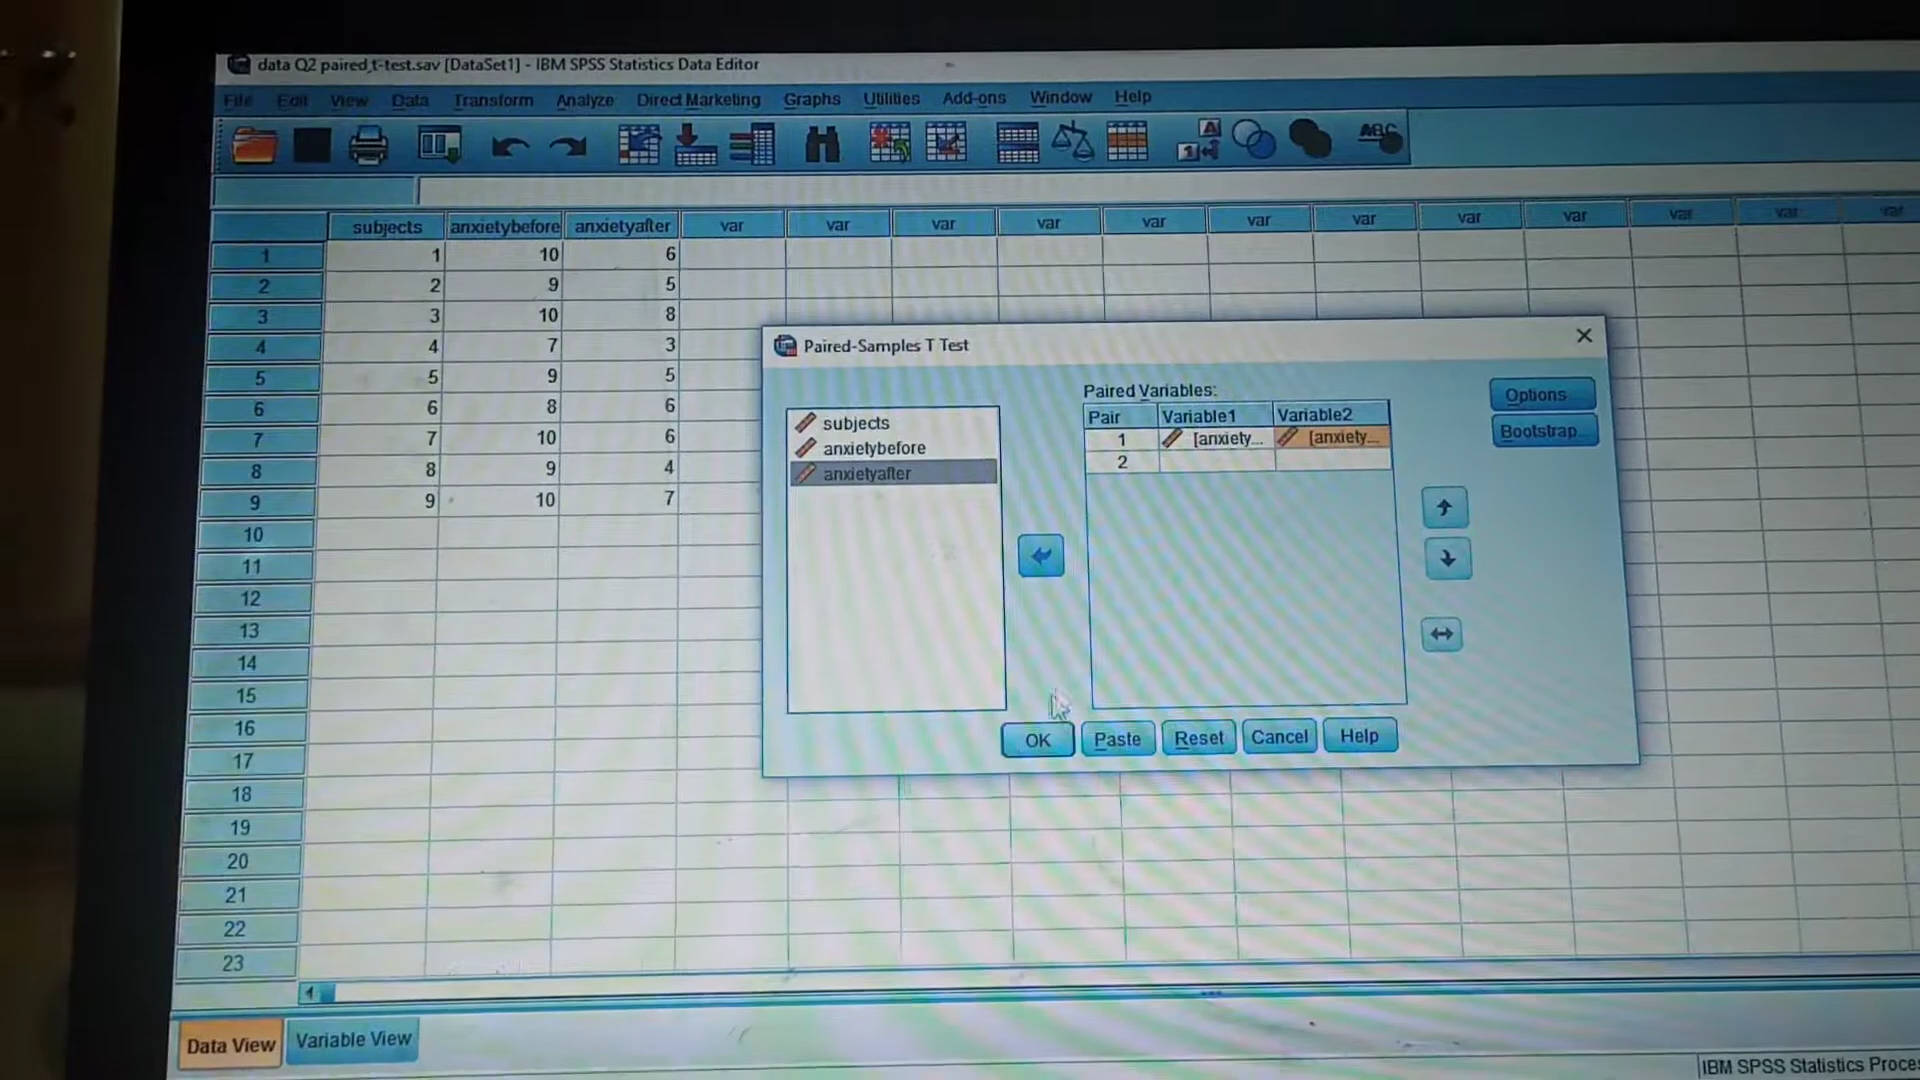 data Q2 paired_t-test.sav [DataSet1] - IBM SPSS Statistics Data Editor
File Edit View Data Transform Analyze Direct Marketing Graphs Utilities Add-ons Window Help
subjects anxietybefore anxietyafter var var var var var var var var var var var
1 1 10 6
2 2 9 5
3 3 10 8
4 4 7 3
5 5 9 5
6 6 8 6
7 7 10 6
8 8 9 4
9 9 10 7
10
11
12
13
14
15
16
17
18
19
20
21
22
23
Paired-Samples T Test
subjects
anxietybefore
anxietyafter
Paired Variables:
Pair Variable1 Variable2
1 [anxiety... [anxiety...
2
Options
Bootstrap...
OK Paste Reset Cancel Help
Data View Variable View
IBM SPSS Statistics Proce